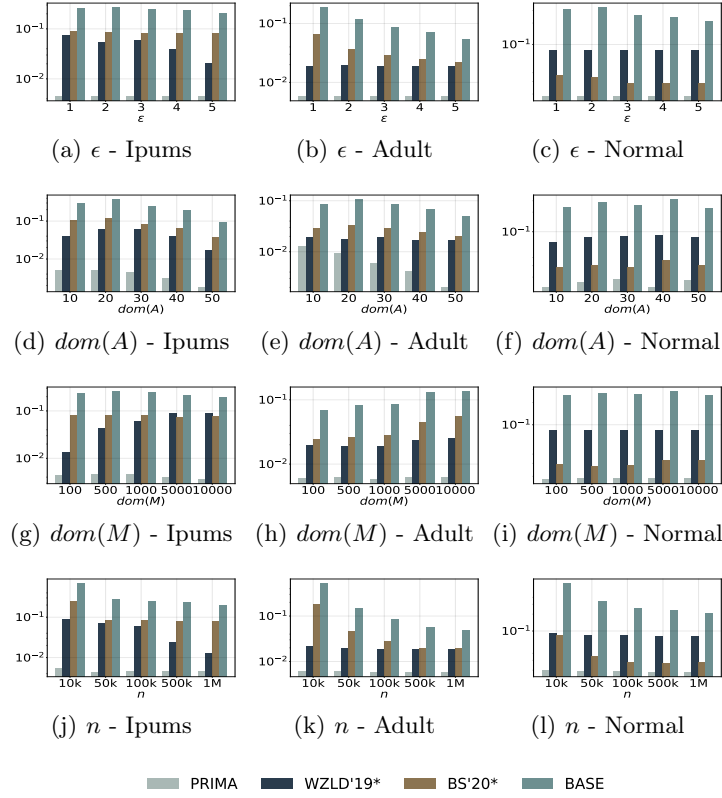 10⁻¹ 10⁻¹ 10⁻¹
10⁻² 10⁻²
1 2 3 4 5 1 2 3 4 5 1 2 3 4 5
ε ε ε
(a) ϵ - Ipums (b) ϵ - Adult (c) ϵ - Normal
10⁻¹ 10⁻¹ 10⁻¹
10⁻² 10⁻²
10 20 30 40 50 10 20 30 40 50 10 20 30 40 50
dom(A) dom(A) dom(A)
(d) dom(A) - Ipums (e) dom(A) - Adult (f) dom(A) - Normal
10⁻¹ 10⁻¹ 10⁻¹
10⁻² 10⁻²
100 500 1000 5000 10000 100 500 1000 5000 10000 100 500 1000 5000 10000
dom(M) dom(M) dom(M)
(g) dom(M) - Ipums (h) dom(M) - Adult (i) dom(M) - Normal
10⁻¹ 10⁻¹ 10⁻¹
10⁻² 10⁻²
10k 50k 100k 500k 1M 10k 50k 100k 500k 1M 10k 50k 100k 500k 1M
n n n
(j) n - Ipums (k) n - Adult (l) n - Normal
PRIMA WZLD'19* BS'20* BASE